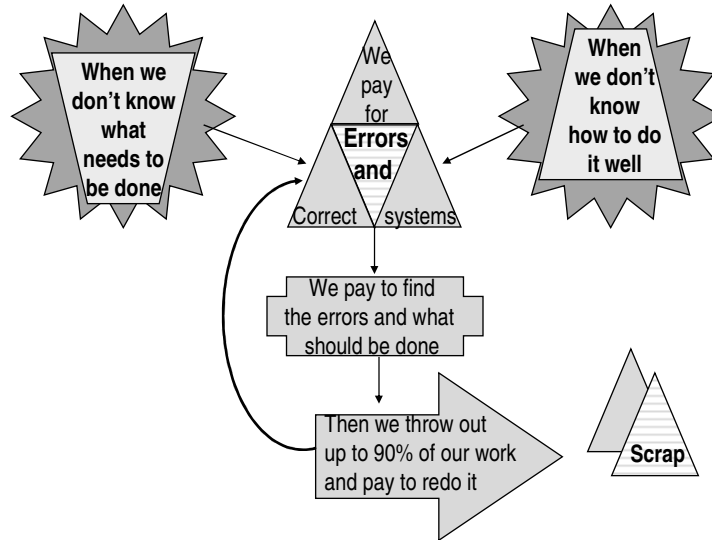 When we
don't know
what
needs to
be done
We
pay
for
Errors
and
Correct systems
When
we don't
know
how to do
it well
We pay to find
the errors and what
should be done
Then we throw out
up to 90% of our work
and pay to redo it
Scrap